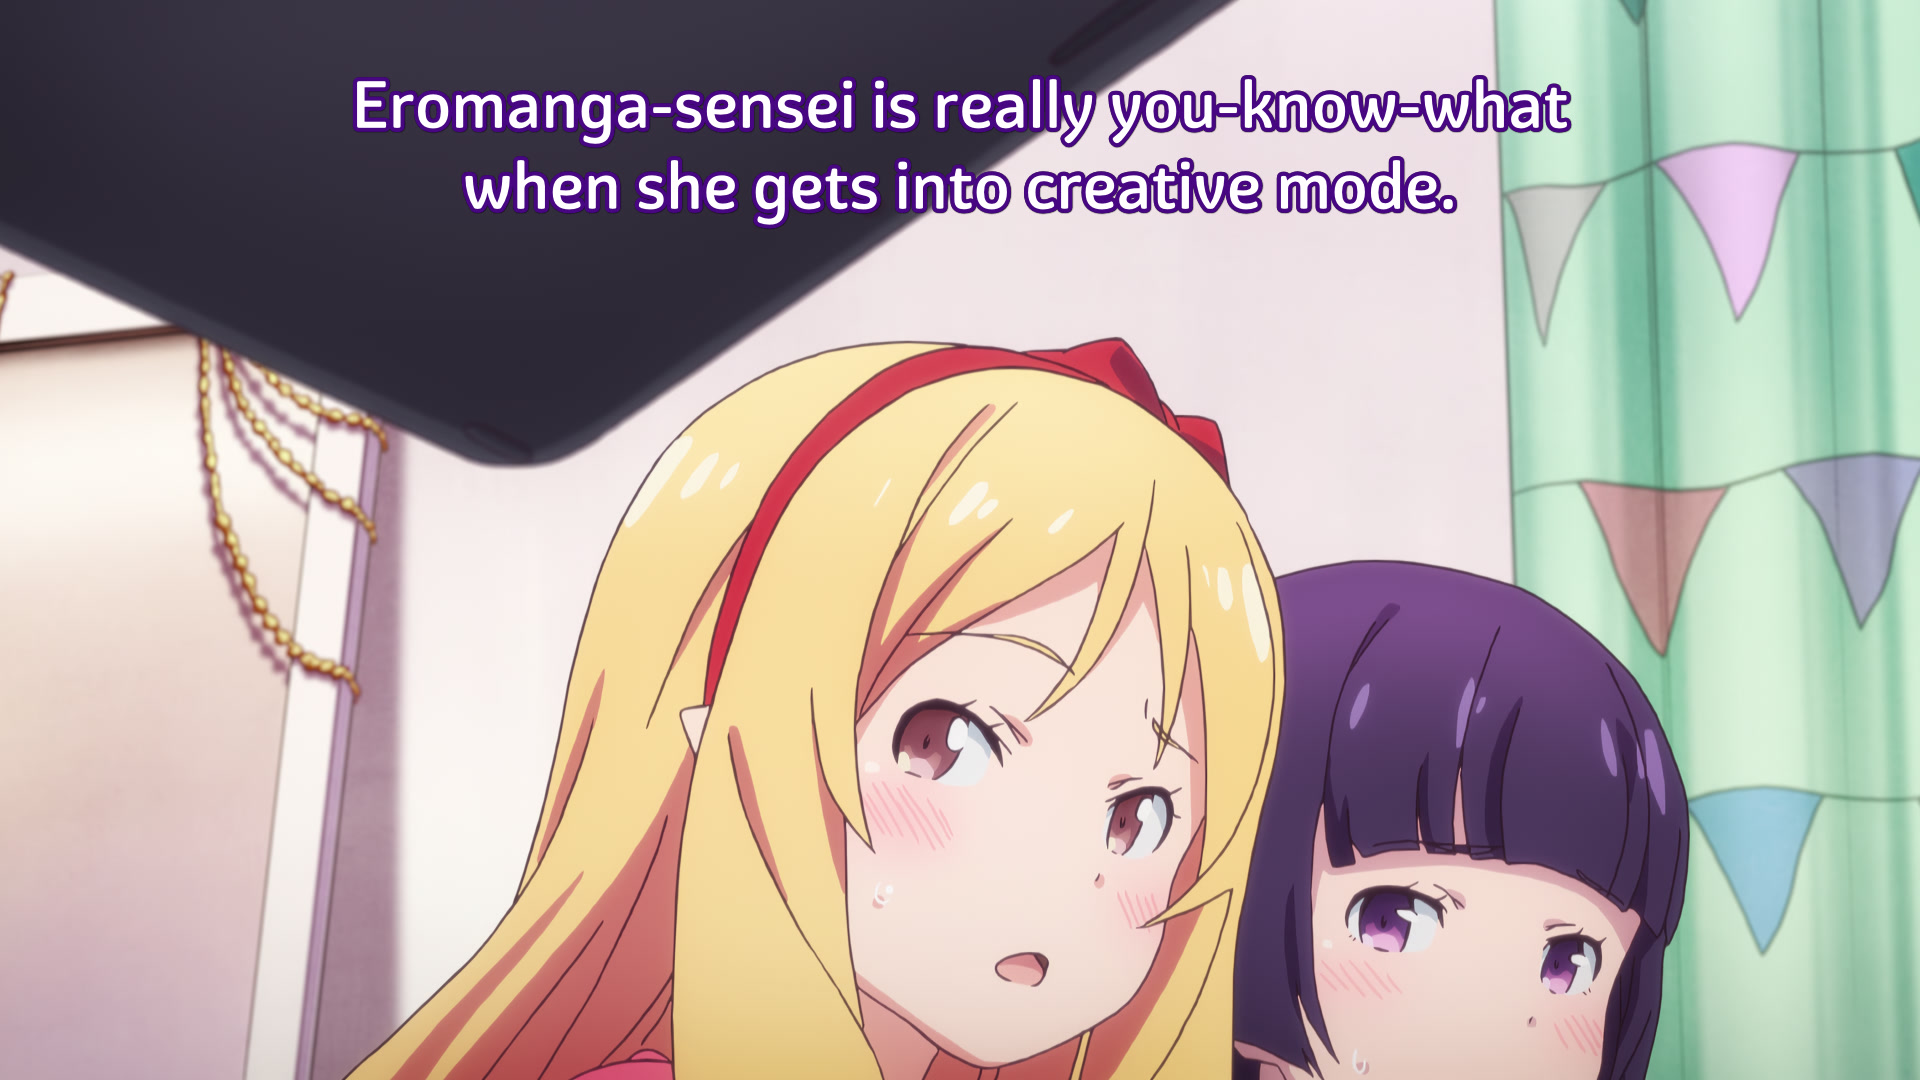 Eromanga-sensei is really you-know-what
when she gets into creative mode.